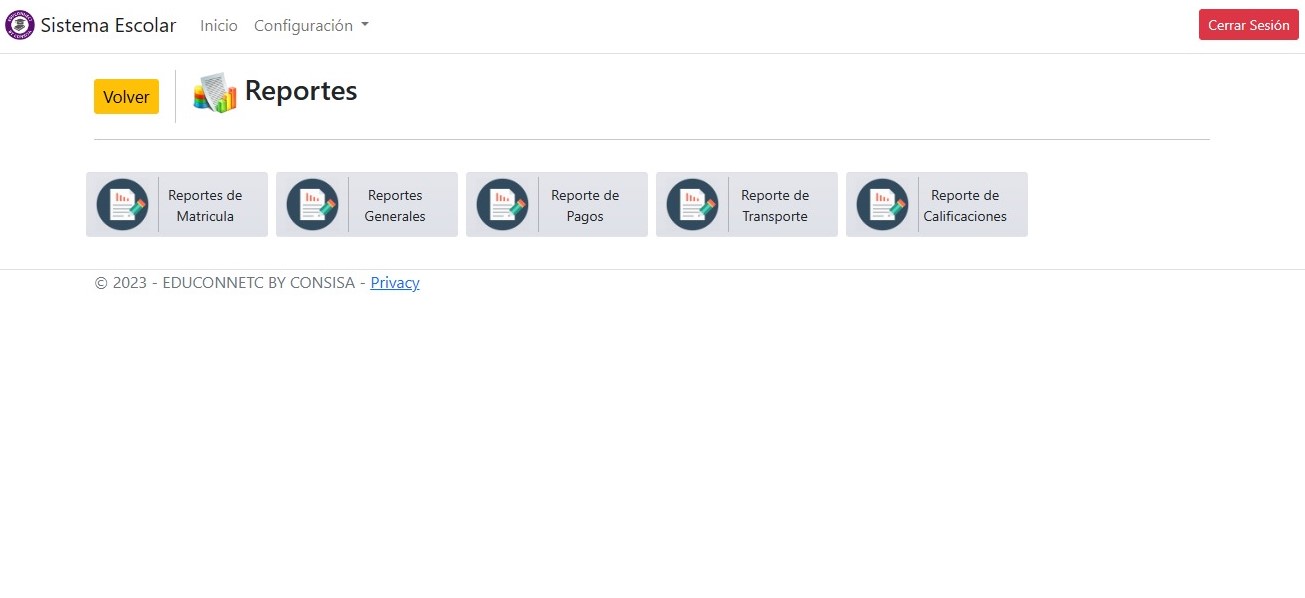 Sistema Escolar Inicio Configuración Cerrar Sesión
Volver Reportes
Reportes de Matricula
Reportes Generales
Reporte de Pagos
Reporte de Transporte
Reporte de Calificaciones
© 2023 - EDUCONNETC BY CONSISA - Privacy